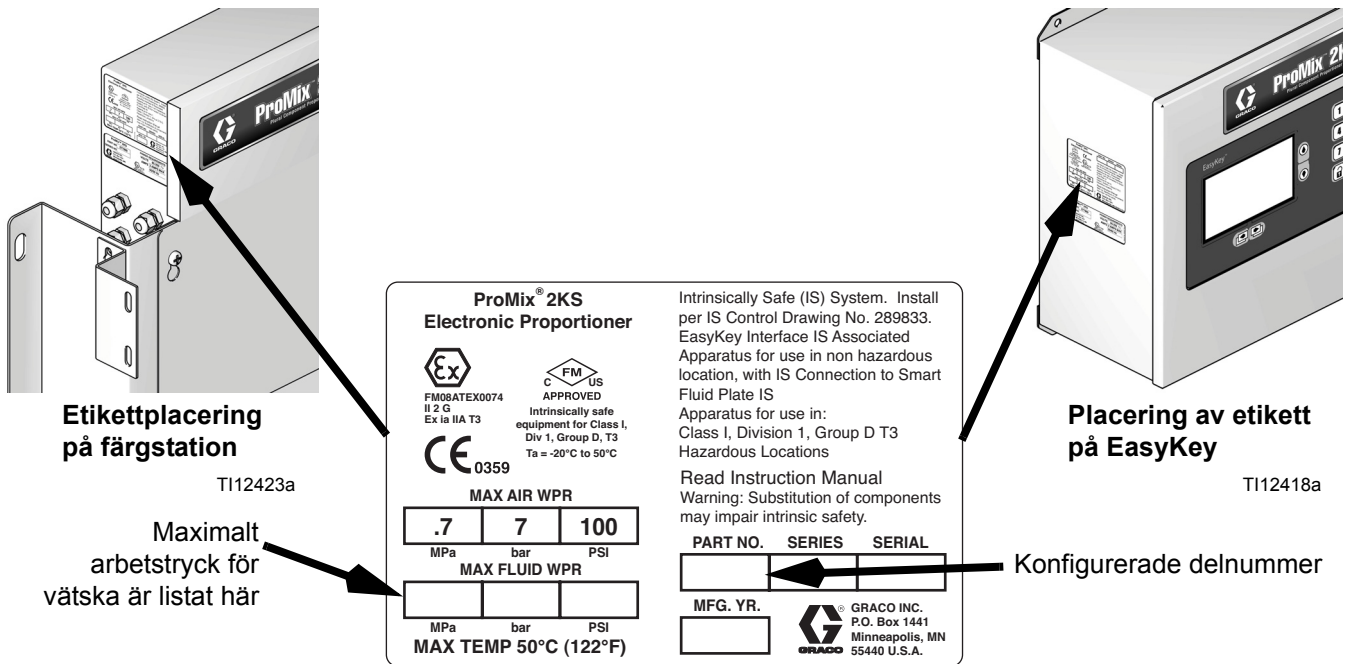 ProMix
GRACO
ProMix 2K
GRACO
EasyKey
1
4
7
Etikettplacering
på färgstation
TI12423a
Placering av etikett
på EasyKey
TI12418a
Maximalt
arbetstryck för
vätska är listat här
Konfigurerade delnummer
ProMix® 2KS
Electronic Proportioner
Ex
FM08ATEX0074
II 2 G
Ex ia IIA T3
CE 0359
C FM US
APPROVED
Intrinsically safe
equipment for Class I,
Div 1, Group D, T3
Ta = -20°C to 50°C
MAX AIR WPR
.7 7 100
MPa bar PSI
MAX FLUID WPR
MPa bar PSI
MAX TEMP 50°C (122°F)
Intrinsically Safe (IS) System. Install
per IS Control Drawing No. 289833.
EasyKey Interface IS Associated
Apparatus for use in non hazardous
location, with IS Connection to Smart
Fluid Plate IS
Apparatus for use in:
Class I, Division 1, Group D T3
Hazardous Locations
Read Instruction Manual
Warning: Substitution of components
may impair intrinsic safety.
PART NO. SERIES SERIAL
MFG. YR.
GRACO
®
GRACO INC.
P.O. Box 1441
Minneapolis, MN
55440 U.S.A.